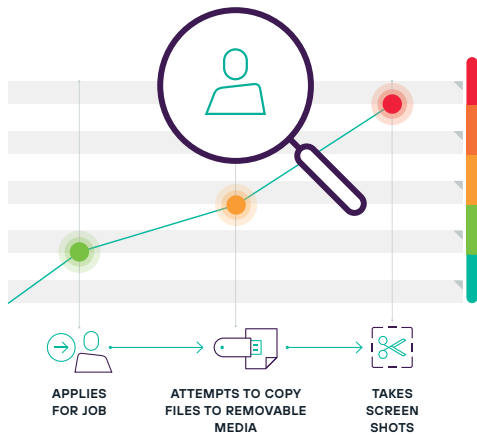 APPLIES
FOR JOB
ATTEMPTS TO COPY
FILES TO REMOVABLE
MEDIA
TAKES
SCREEN
SHOTS